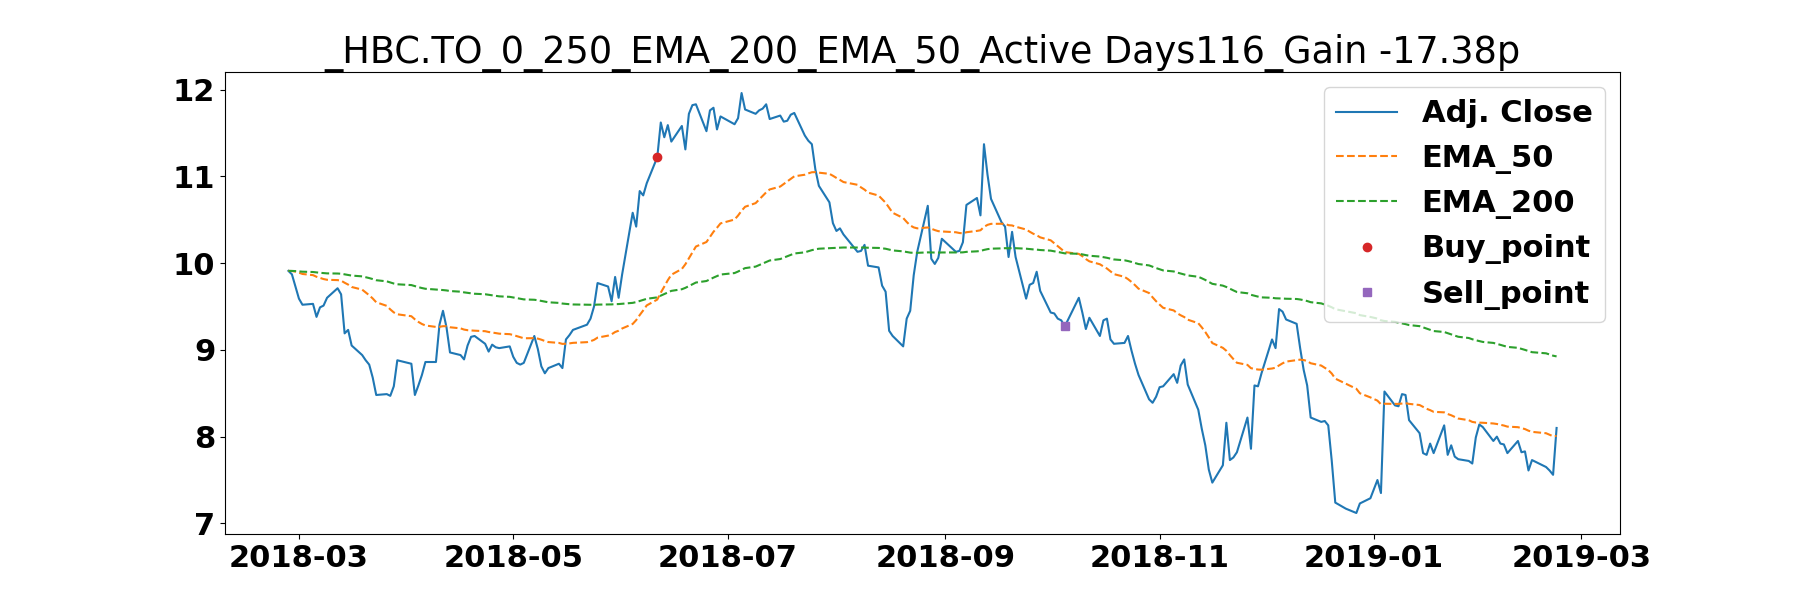 _HBC.TO_0_250_EMA_200_EMA_50_Active Days116_Gain -17.38p
12
11
10
9
8
7
Adj. Close
EMA_50
EMA_200
Buy_point
Sell_point
2018-03 2018-05 2018-07 2018-09 2018-11 2019-01 2019-03